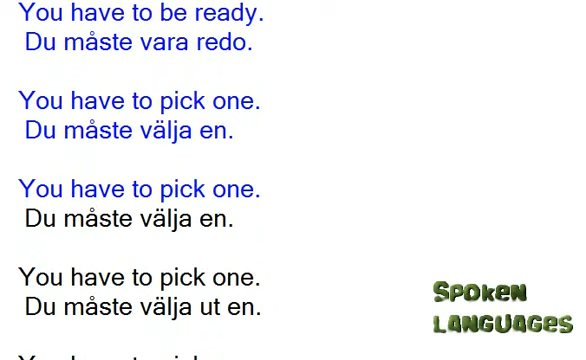 You have to be ready.
Du måste vara redo.
You have to pick one.
Du måste välja en.
You have to pick one.
Du måste välja en.
You have to pick one.
Du måste välja ut en.
Spoken
Languages